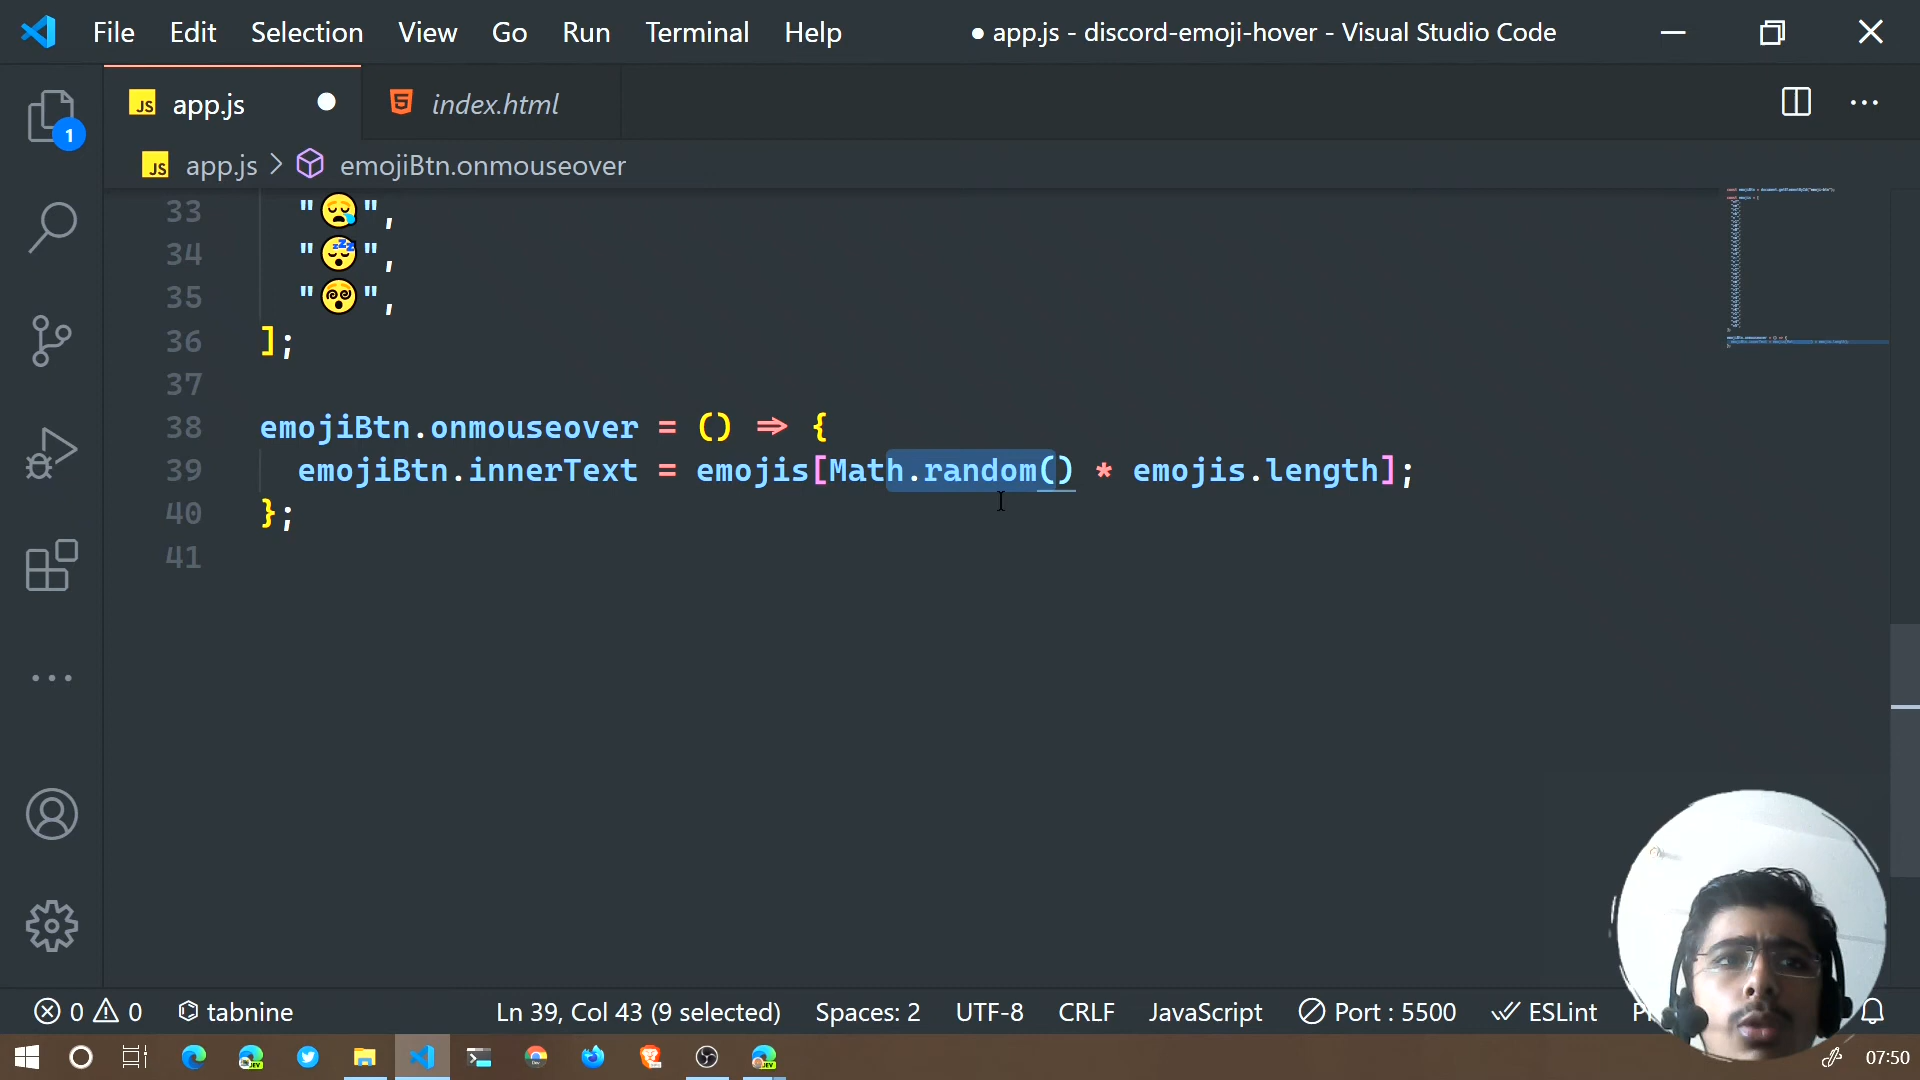 File Edit Selection View Go Run Terminal Help ● app.js - discord-emoji-hover - Visual Studio Code
JS app.js ● index.html
1
JS app.js > emojiBtn.onmouseover
33 "😪",
34 "😴",
35 "😵",
36 ];
37
38 emojiBtn.onmouseover = () => {
39 emojiBtn.innerText = emojis[Math.random() * emojis.length];
40 };
41
0 0 tabnine Ln 39, Col 43 (9 selected) Spaces: 2 UTF-8 CRLF JavaScript Port : 5500 ESLint
07:50